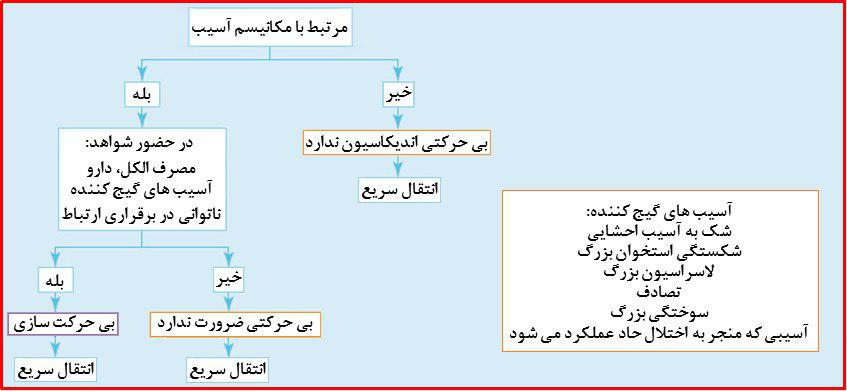 مرتبط با مکانیسم آسیب
خیر
بله
بی حرکتی اندیکاسیون ندارد
انتقال سریع
در حضور شواهد:
مصرف الکل، دارو
آسیب های گیج کننده
ناتوانی در برقراری ارتباط
خیر
بله
بی حرکتی ضرورت ندارد
بی حرکت سازی
انتقال سریع
انتقال سریع
آسیب های گیج کننده:
شک به آسیب احشایی
شکستگی استخوان بزرگ
لاسراسیون بزرگ
تصادف
سوختگی بزرگ
آسیبی که منجر به اختلال حاد عملکرد می شود